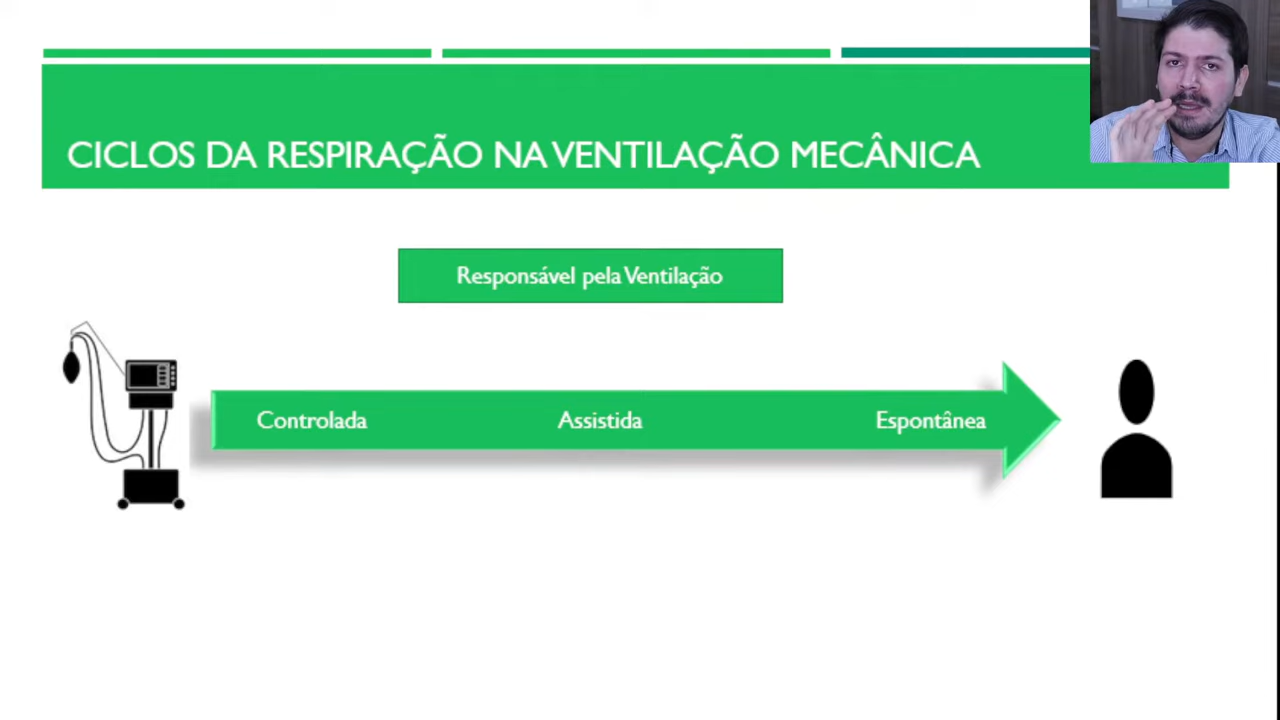 CICLOS DA RESPIRAÇÃO NA VENTILAÇÃO MECÂNICA
Responsável pela Ventilação
Controlada
Assistida
Espontânea